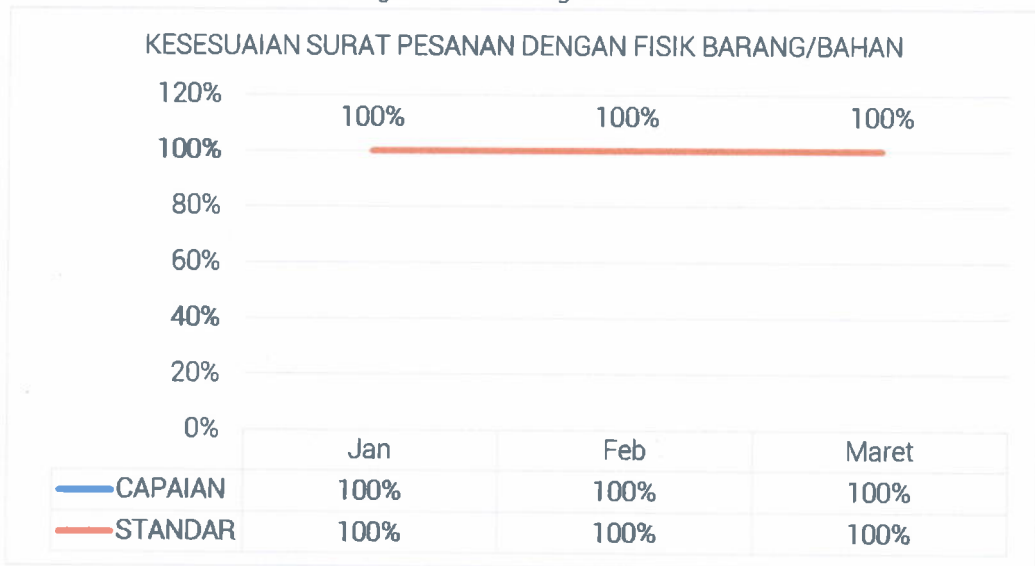 KESESUAIAN SURAT PESANAN DENGAN FISIK BARANG/BAHAN
120%
100% 100% 100%
100%
80%
60%
40%
20%
0%
Jan Feb Maret
CAPAIAN 100% 100% 100%
STANDAR 100% 100% 100%